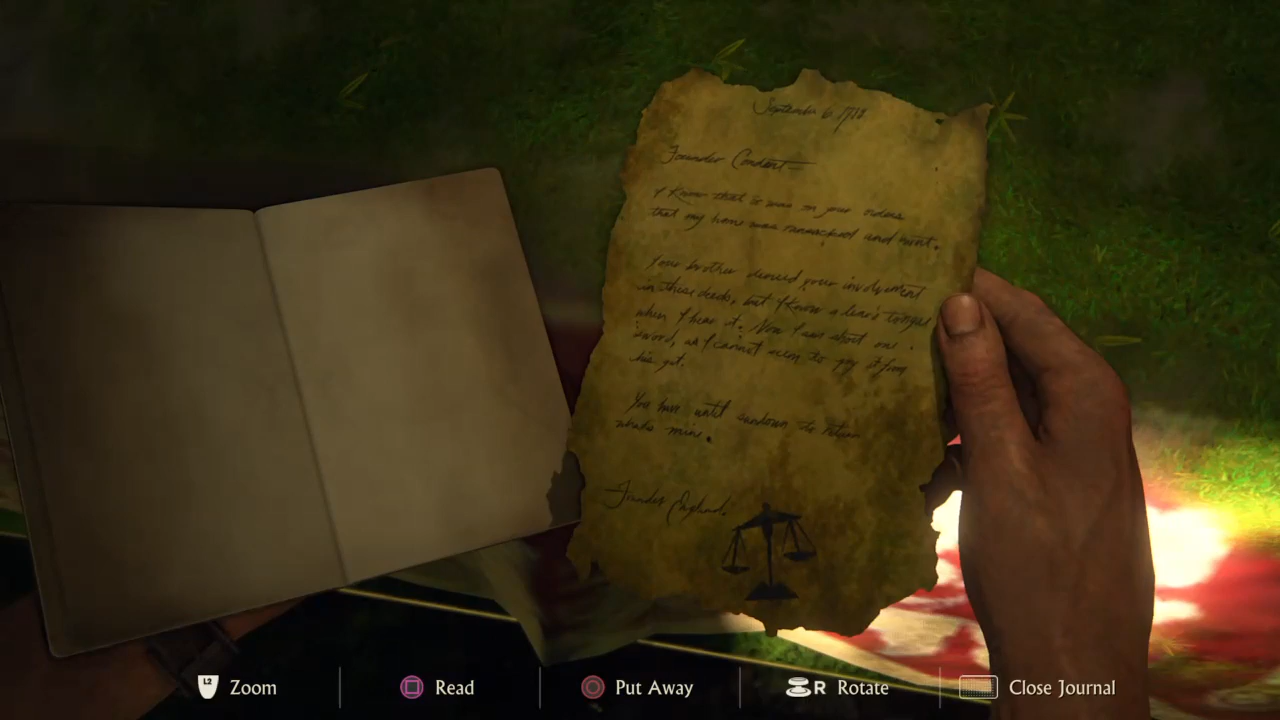 September 6, 1718
Founder Condent—
I Know that it was on your orders
that my home was ransacked and burnt.
Your brother denied your involvement
in these deeds, but I know a liar's tongue
when I hear it. Now I am short one
sword, as I cannot seem to pry it from
his gut.
You have until sundown to return
what's mine.
Founder England.
L2 Zoom
Read
Put Away
R Rotate
Close Journal